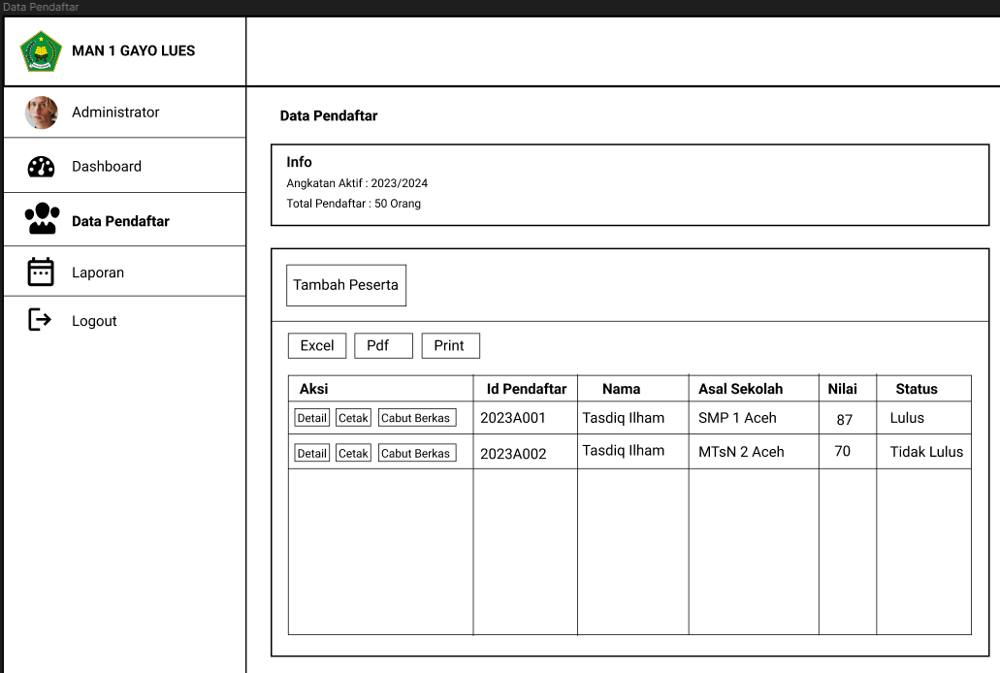 Data Pendaftar
MAN 1 GAYO LUES
Administrator
Dashboard
Data Pendaftar
Laporan
Logout
Data Pendaftar
Info
Angkatan Aktif : 2023/2024
Total Pendaftar : 50 Orang
Tambah Peserta
Excel Pdf Print
Aksi Id Pendaftar Nama Asal Sekolah Nilai Status
Detail Cetak Cabut Berkas 2023A001 Tasdiq Ilham SMP 1 Aceh 87 Lulus
Detail Cetak Cabut Berkas 2023A002 Tasdiq Ilham MTsN 2 Aceh 70 Tidak Lulus